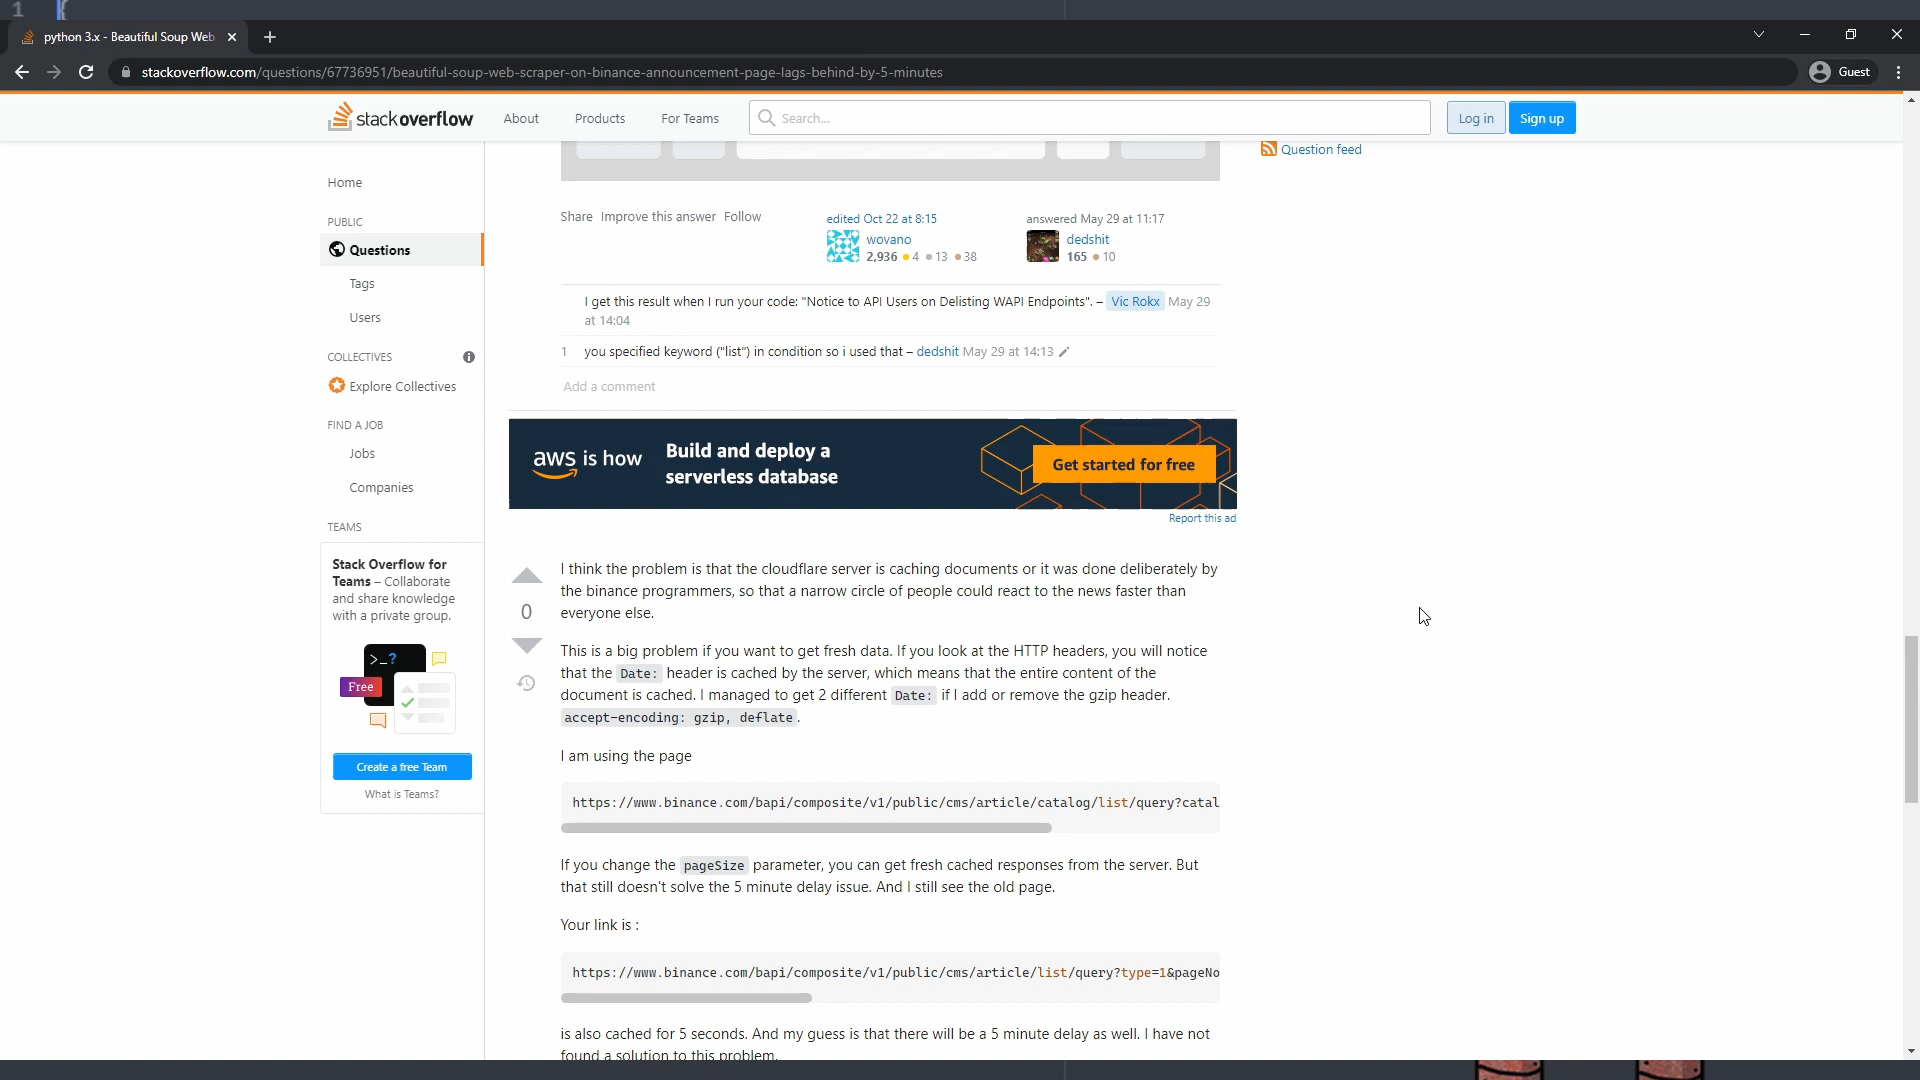 1 {
python 3.x - Beautiful Soup Web
stackoverflow.com/questions/67736951/beautiful-soup-web-scraper-on-binance-announcement-page-lags-behind-by-5-minutes
Guest
stackoverflow
About
Products
For Teams
Search...
Log in
Sign up
Question feed
Home
PUBLIC
Questions
Tags
Users
COLLECTIVES
Explore Collectives
FIND A JOB
Jobs
Companies
TEAMS
Stack Overflow for
Teams – Collaborate
and share knowledge
with a private group.
>_?
Free
Create a free Team
What is Teams?
Share Improve this answer Follow
edited Oct 22 at 8:15
wovano
2,936 4 13 38
answered May 29 at 11:17
dedshit
165 10
I get this result when I run your code: "Notice to API Users on Delisting WAPI Endpoints". – Vic Rokx May 29
at 14:04
1 you specified keyword ("list") in condition so i used that – dedshit May 29 at 14:13
Add a comment
aws is how
Build and deploy a
serverless database
Get started for free
Report this ad
0
I think the problem is that the cloudflare server is caching documents or it was done deliberately by
the binance programmers, so that a narrow circle of people could react to the news faster than
everyone else.
This is a big problem if you want to get fresh data. If you look at the HTTP headers, you will notice
that the Date: header is cached by the server, which means that the entire content of the
document is cached. I managed to get 2 different Date: if I add or remove the gzip header.
accept-encoding: gzip, deflate.
I am using the page
https://www.binance.com/bapi/composite/v1/public/cms/article/catalog/list/query?catal
If you change the pageSize parameter, you can get fresh cached responses from the server. But
that still doesn't solve the 5 minute delay issue. And I still see the old page.
Your link is :
https://www.binance.com/bapi/composite/v1/public/cms/article/list/query?type=1&pageNo
is also cached for 5 seconds. And my guess is that there will be a 5 minute delay as well. I have not
found a solution to this problem.